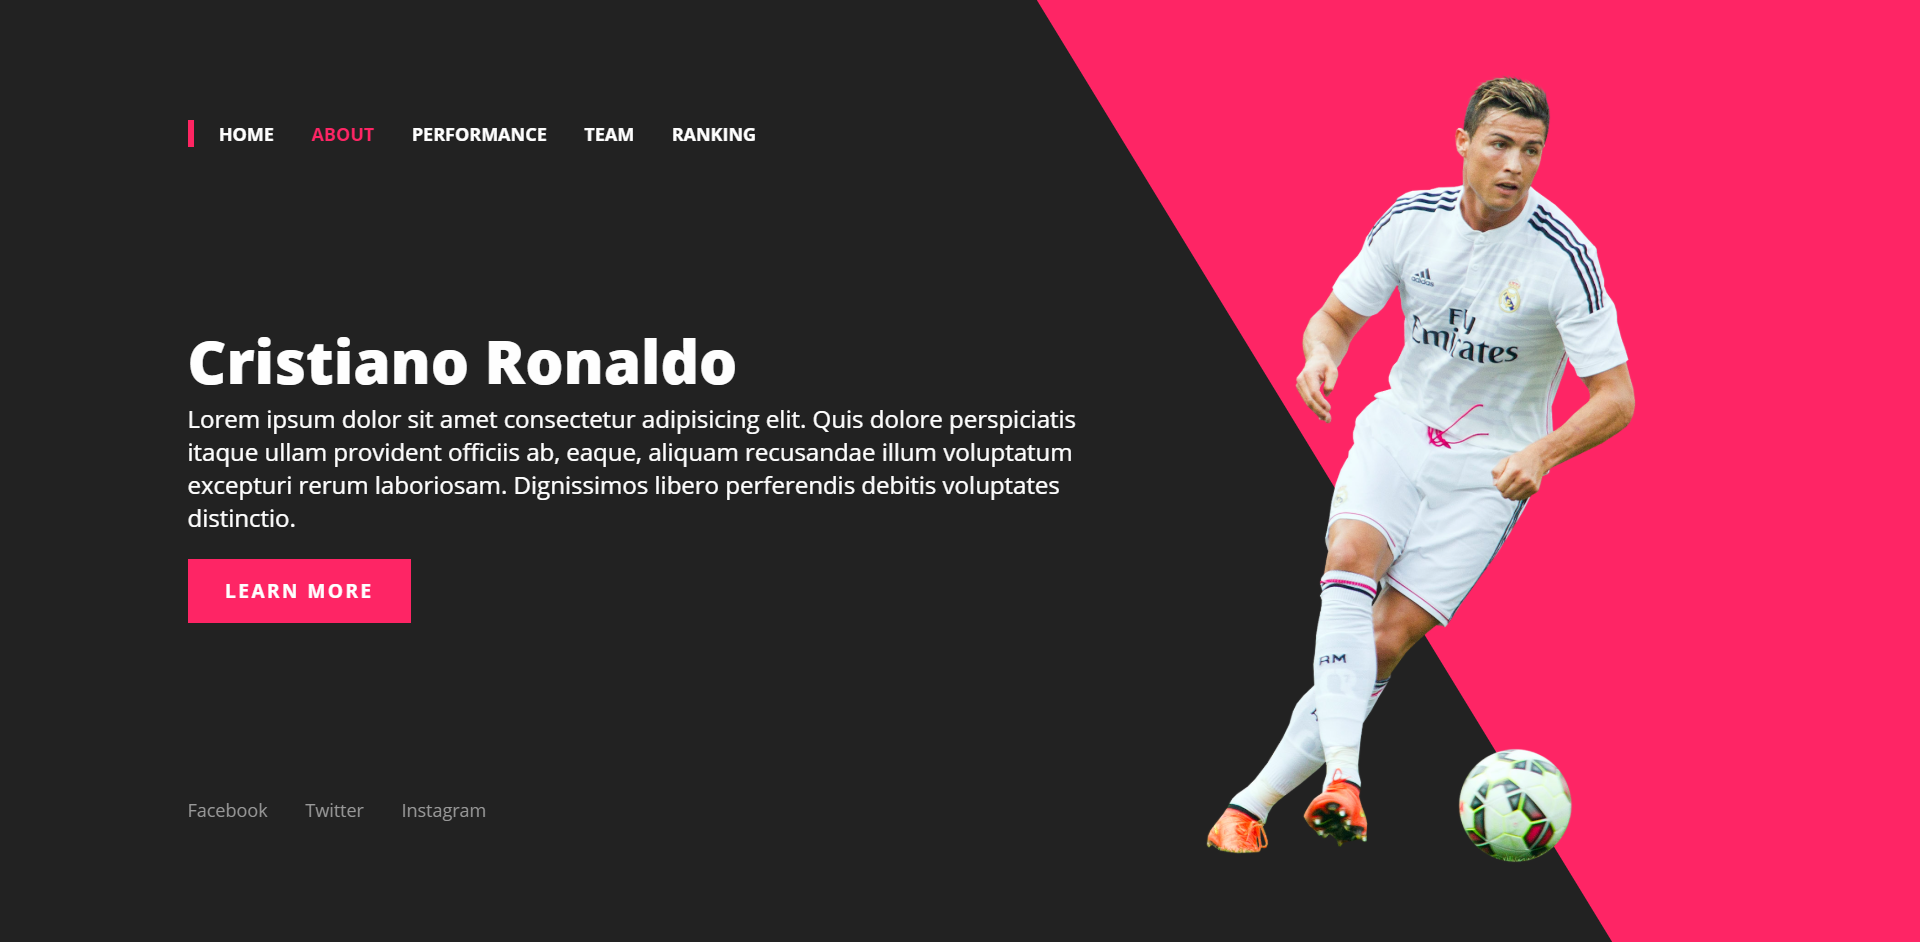 HOME ABOUT PERFORMANCE TEAM RANKING
Cristiano Ronaldo
Lorem ipsum dolor sit amet consectetur adipisicing elit. Quis dolore perspiciatis
itaque ullam provident officiis ab, eaque, aliquam recusandae illum voluptatum
excepturi rerum laboriosam. Dignissimos libero perferendis debitis voluptates
distinctio.
LEARN MORE
Facebook Twitter Instagram
adidas
Fly
Emirates
RM